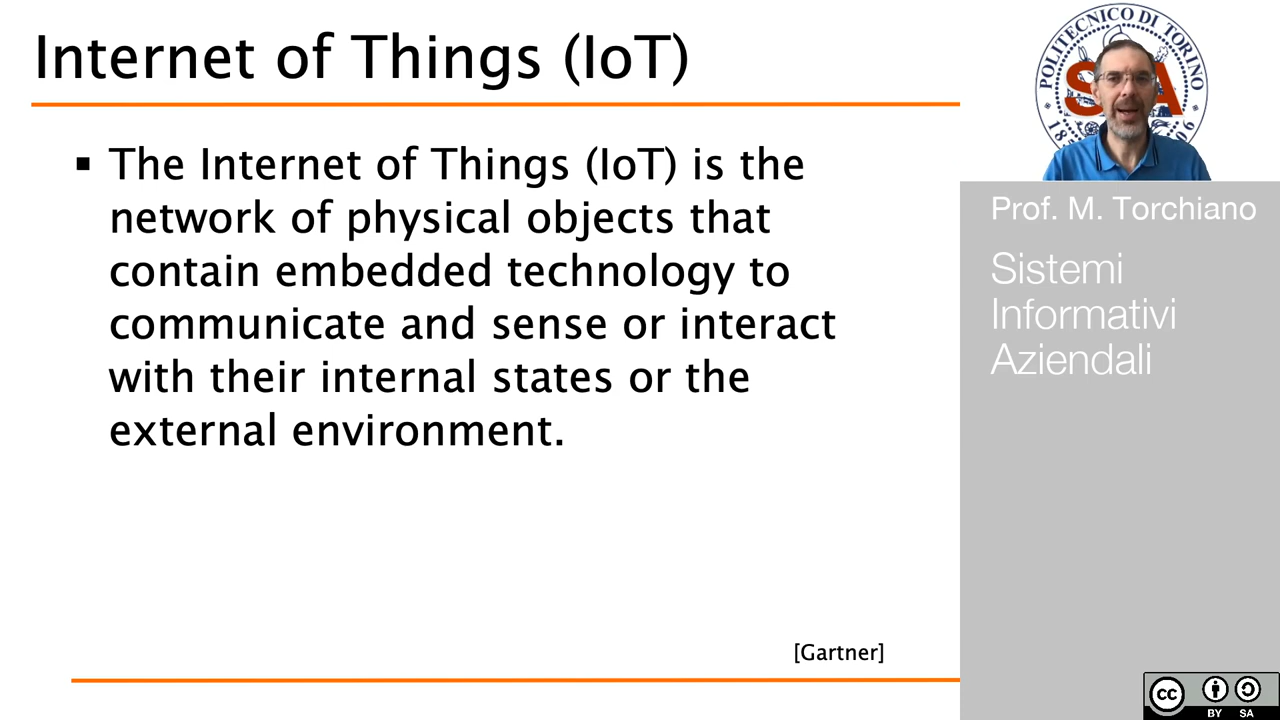 Internet of Things (IoT)
▪ The Internet of Things (IoT) is the
network of physical objects that
contain embedded technology to
communicate and sense or interact
with their internal states or the
external environment.
[Gartner]
POLITECNICO DI TORINO
Prof. M. Torchiano
Sistemi
Informativi
Aziendali
cc
BY SA